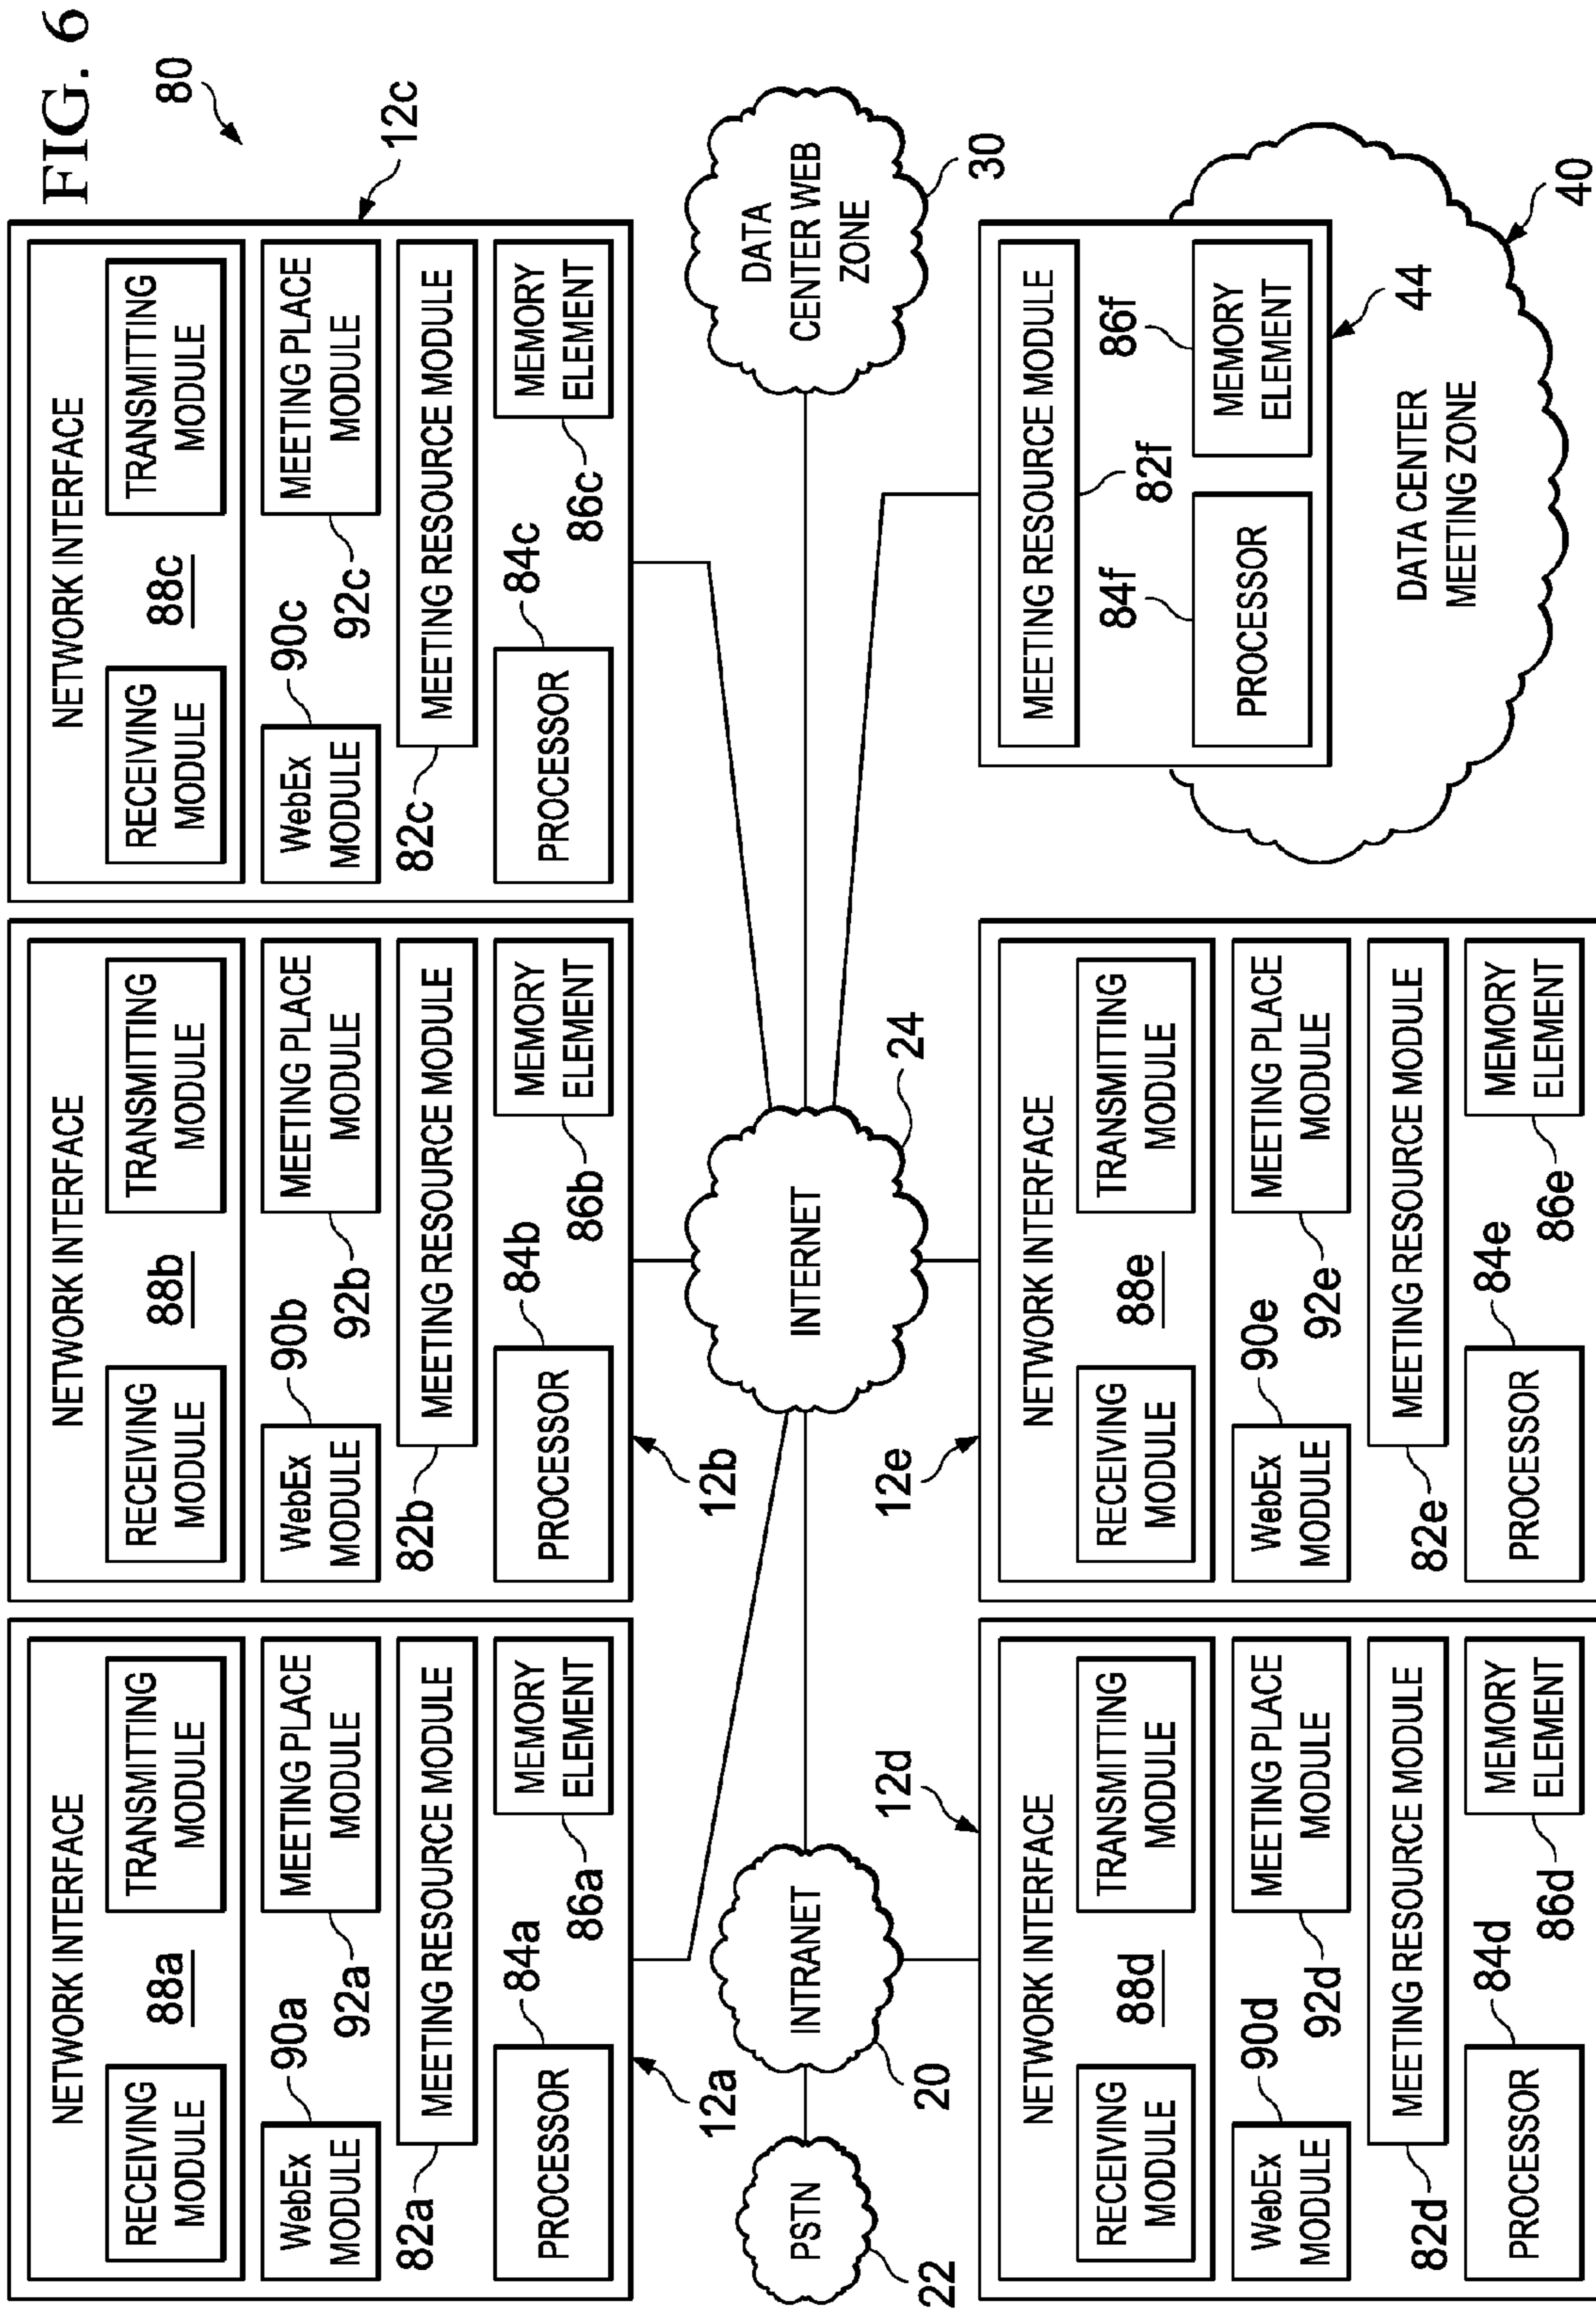 FIG. 6
80
NETWORK INTERFACE
RECEIVING
MODULE
88a
TRANSMITTING
MODULE
WebEx
MODULE
90a
92a
MEETING PLACE
MODULE
82a
MEETING RESOURCE MODULE
PROCESSOR
84a
86a
MEMORY
ELEMENT
12a
NETWORK INTERFACE
RECEIVING
MODULE
88b
TRANSMITTING
MODULE
WebEx
MODULE
90b
92b
MEETING PLACE
MODULE
82b
MEETING RESOURCE MODULE
PROCESSOR
84b
86b
MEMORY
ELEMENT
12b
NETWORK INTERFACE
RECEIVING
MODULE
88c
TRANSMITTING
MODULE
WebEx
MODULE
90c
92c
MEETING PLACE
MODULE
82c
MEETING RESOURCE MODULE
PROCESSOR
84c
86c
MEMORY
ELEMENT
12c
PSTN
22
INTRANET
20
INTERNET
24
DATA
CENTER WEB
ZONE
30
12d
NETWORK INTERFACE
RECEIVING
MODULE
88d
TRANSMITTING
MODULE
WebEx
MODULE
90d
92d
MEETING PLACE
MODULE
82d
MEETING RESOURCE MODULE
PROCESSOR
84d
86d
MEMORY
ELEMENT
12e
NETWORK INTERFACE
RECEIVING
MODULE
88e
TRANSMITTING
MODULE
WebEx
MODULE
90e
92e
MEETING PLACE
MODULE
82e
MEETING RESOURCE MODULE
PROCESSOR
84e
86e
MEMORY
ELEMENT
MEETING RESOURCE MODULE
84f
82f
86f
PROCESSOR
MEMORY
ELEMENT
44
DATA CENTER
MEETING ZONE
40